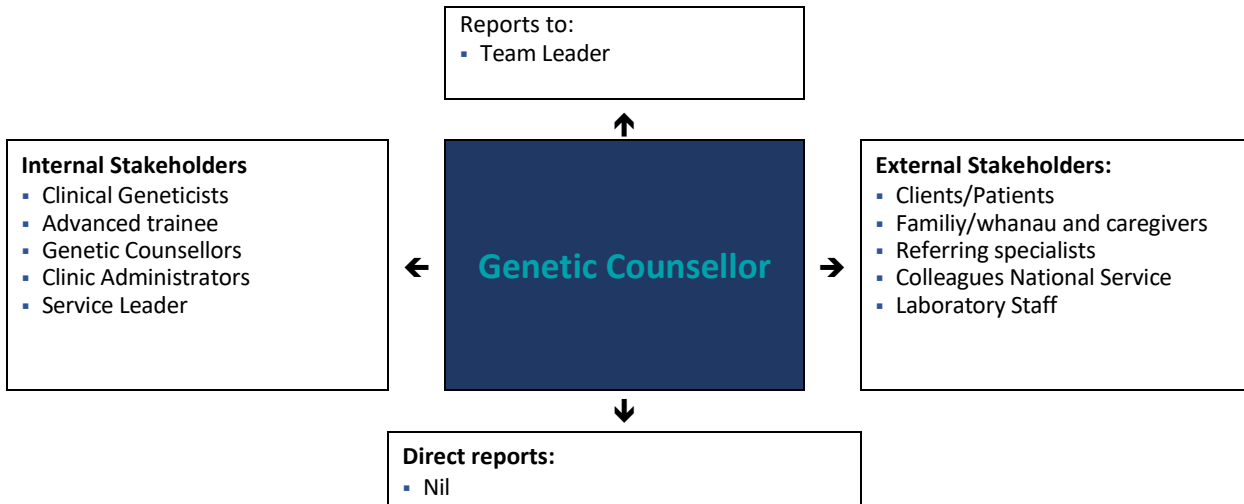 Reports to:
▪ Team Leader
Internal Stakeholders
▪ Clinical Geneticists
▪ Advanced trainee
▪ Genetic Counsellors
▪ Clinic Administrators
▪ Service Leader
Genetic Counsellor
External Stakeholders:
▪ Clients/Patients
▪ Familiy/whanau and caregivers
▪ Referring specialists
▪ Colleagues National Service
▪ Laboratory Staff
Direct reports:
▪ Nil